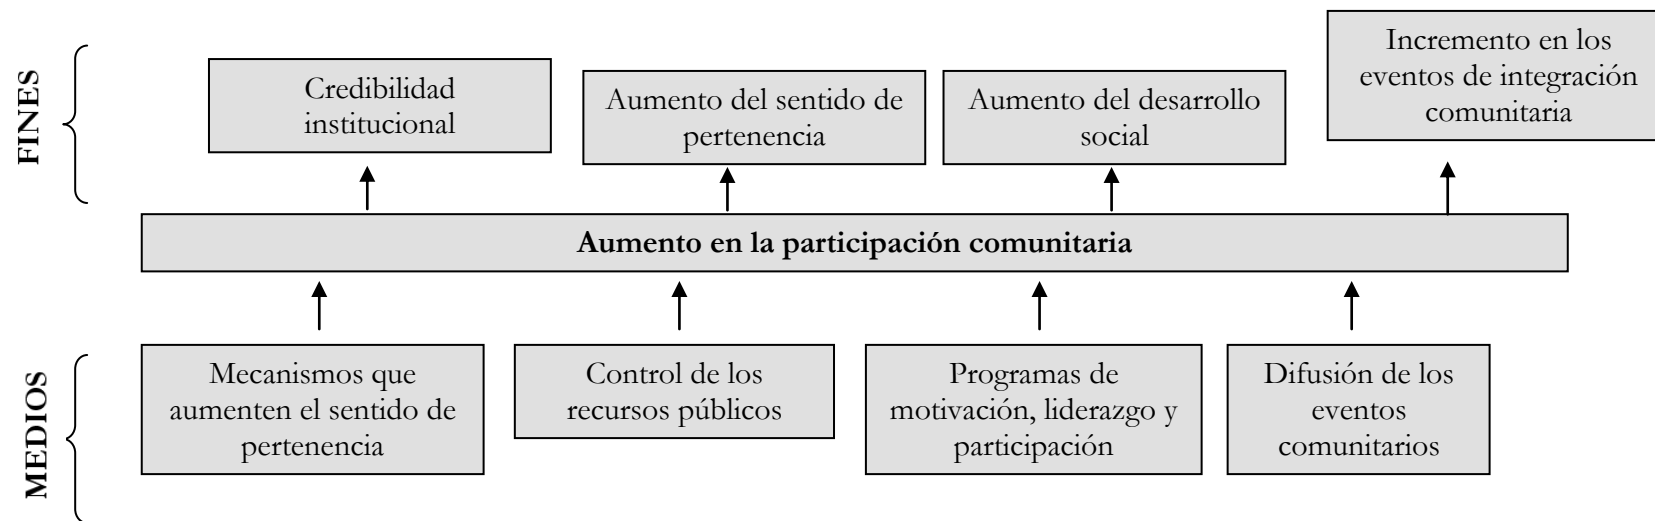 FINES
Credibilidad
institucional
Aumento del sentido de
pertenencia
Aumento del desarrollo
social
Incremento en los
eventos de integración
comunitaria
Aumento en la participación comunitaria
MEDIOS
Mecanismos que
aumenten el sentido de
pertenencia
Control de los
recursos públicos
Programas de
motivación, liderazgo y
participación
Difusión de los
eventos
comunitarios